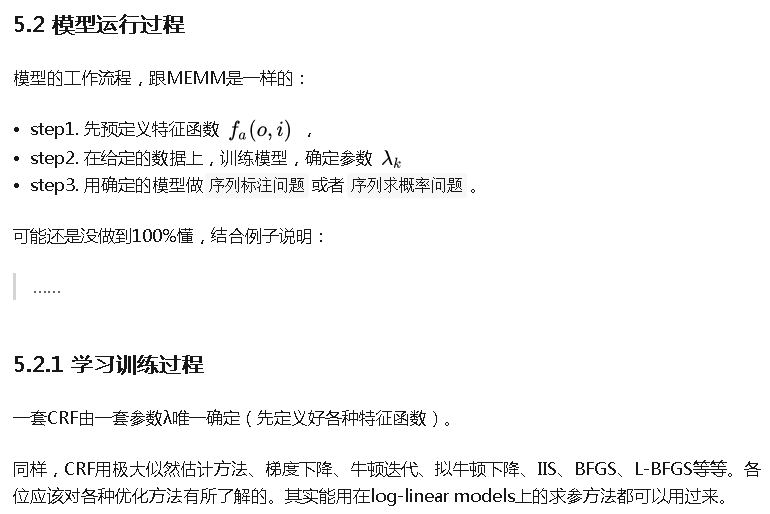 5.2 模型运行过程
模型的工作流程，跟MEMM是一样的：
• step1. 先预定义特征函数 fₐ(o, i) ，
• step2. 在给定的数据上，训练模型，确定参数 λₖ
• step3. 用确定的模型做 序列标注问题 或者 序列求概率问题 。
可能还是没做到100%懂，结合例子说明：
......
5.2.1 学习训练过程
一套CRF由一套参数λ唯一确定（先定义好各种特征函数）。
同样，CRF用极大似然估计方法、梯度下降、牛顿迭代、拟牛顿下降、IIS、BFGS、L-BFGS等等。各
位应该对各种优化方法有所了解的。其实能用在log-linear models上的求参方法都可以用过来。